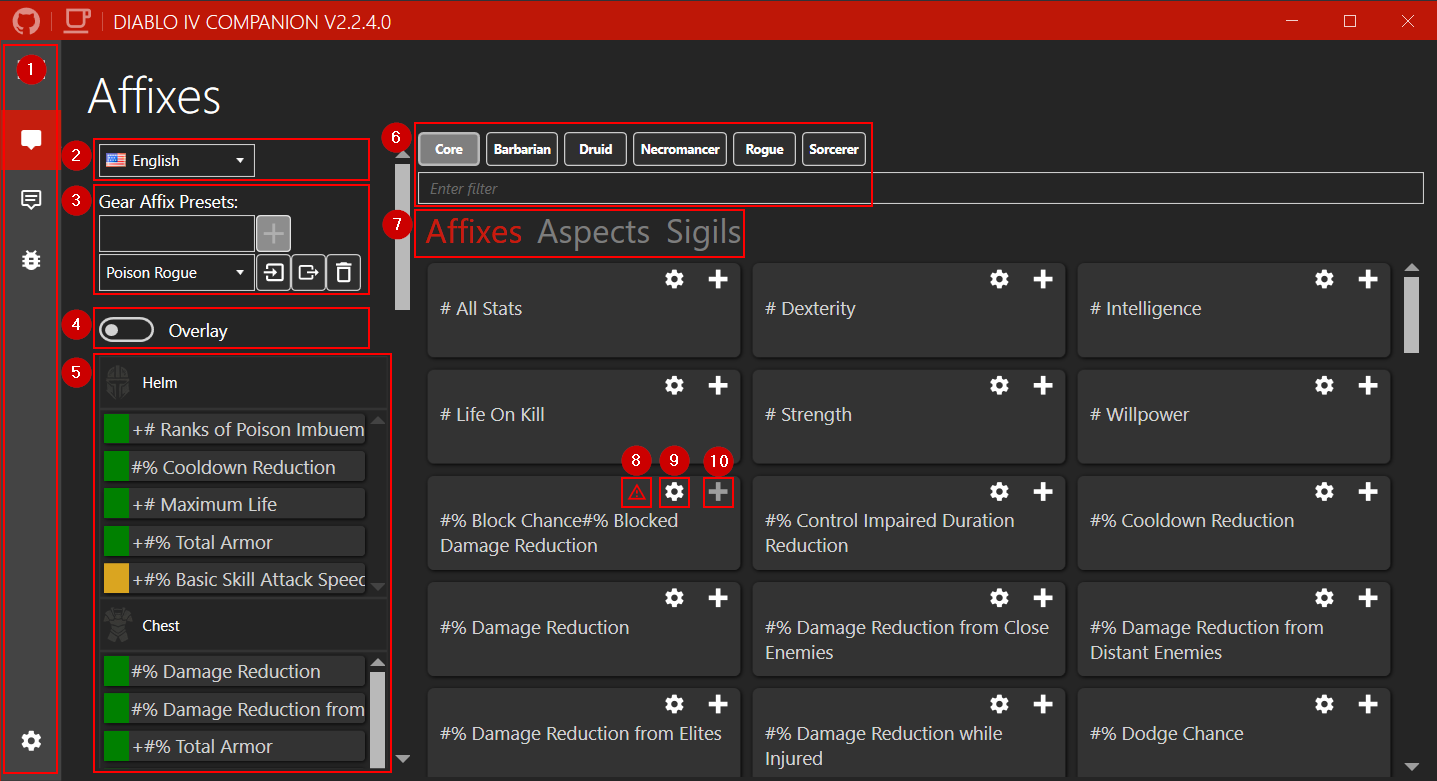 DIABLO IV COMPANION V2.2.4.0
1
Affixes
2
English
3
Gear Affix Presets:
Poison Rogue
4
Overlay
5
Helm
+# Ranks of Poison Imbuem
#% Cooldown Reduction
+# Maximum Life
+#% Total Armor
+#% Basic Skill Attack Speed
Chest
#% Damage Reduction
#% Damage Reduction from
+#% Total Armor
6
Core Barbarian Druid Necromancer Rogue Sorcerer
Enter filter
7
Affixes Aspects Sigils
# All Stats
# Dexterity
# Intelligence
# Life On Kill
# Strength
# Willpower
8 9 10
#% Block Chance#% Blocked
Damage Reduction
#% Control Impaired Duration
Reduction
#% Cooldown Reduction
#% Damage Reduction
#% Damage Reduction from Close
Enemies
#% Damage Reduction from
Distant Enemies
#% Damage Reduction from Elites
#% Damage Reduction while
Injured
#% Dodge Chance